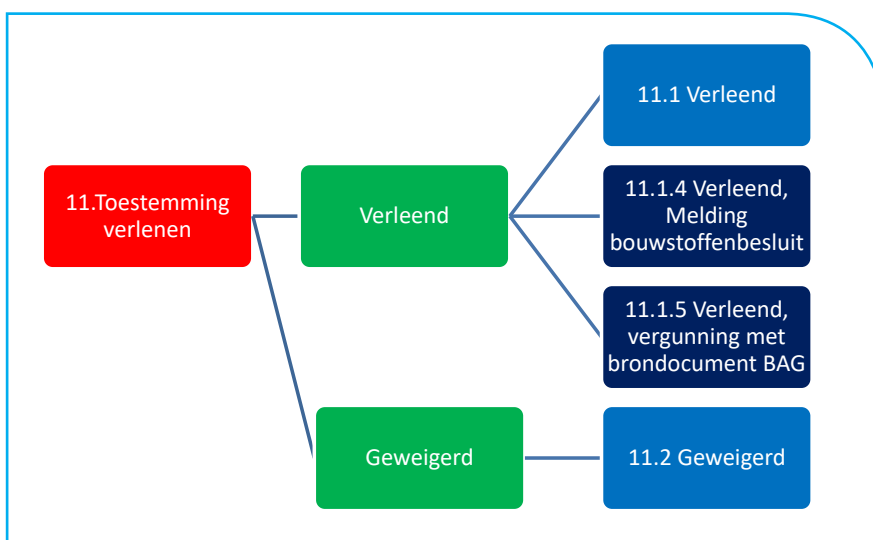 11.1 Verleend
11.Toestemming
verlenen
Verleend
11.1.4 Verleend,
Melding
bouwstoffenbesluit
11.1.5 Verleend,
vergunning met
brondocument BAG
Geweigerd
11.2 Geweigerd